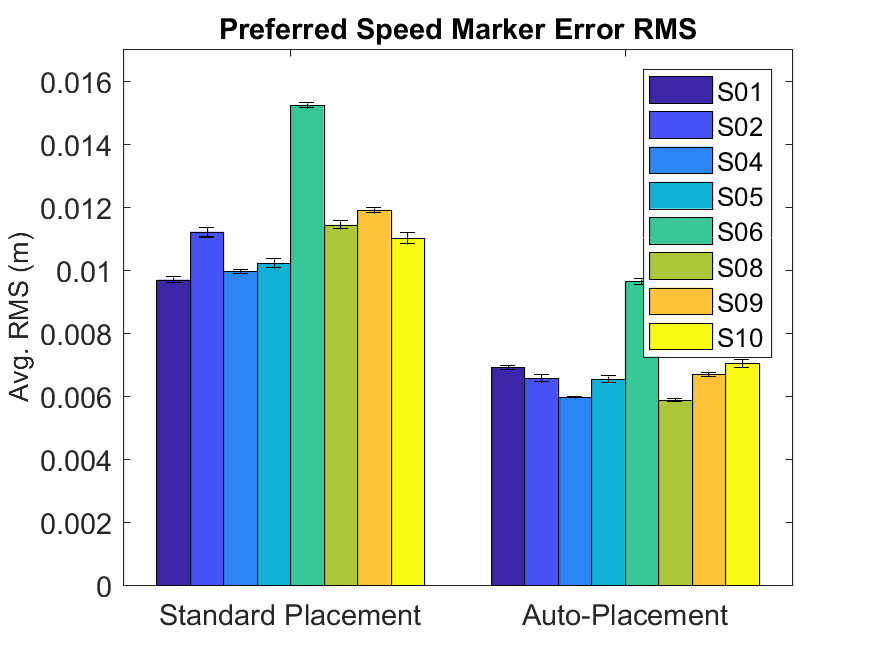 Preferred Speed Marker Error RMS
Avg. RMS (m)
0.016
0.014
0.012
0.01
0.008
0.006
0.004
0.002
0
Standard Placement
Auto-Placement
S01
S02
S04
S05
S06
S08
S09
S10